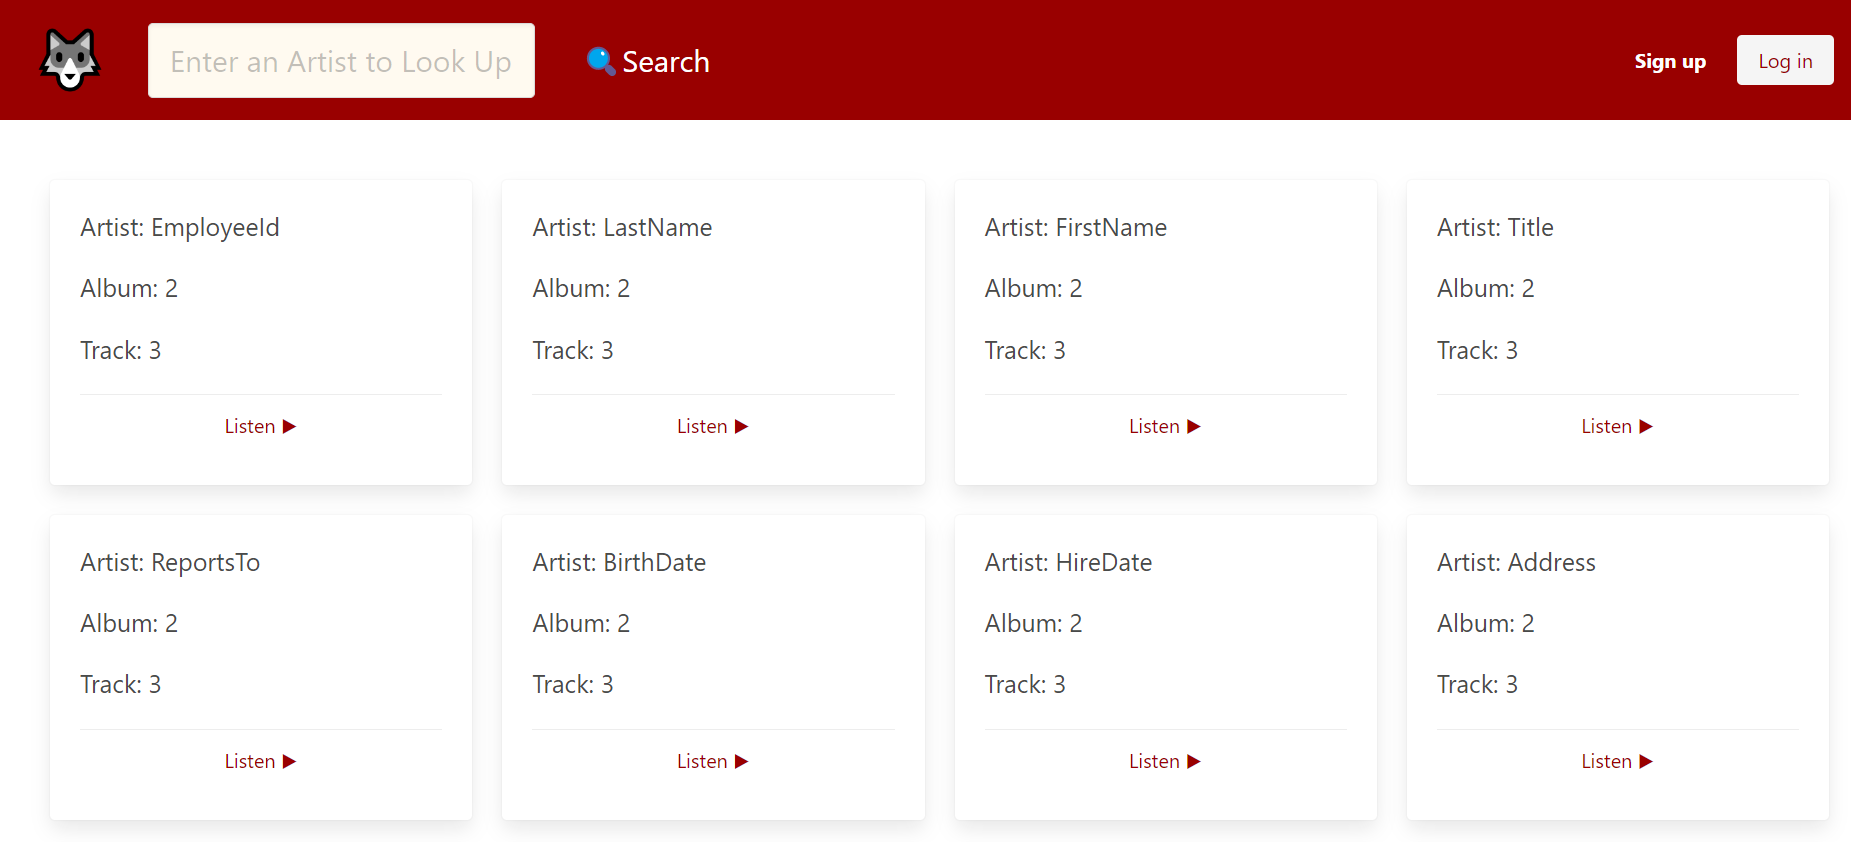 Enter an Artist to Look Up
Search
Sign up
Log in
Artist: EmployeeId
Album: 2
Track: 3
Listen ▶
Artist: LastName
Album: 2
Track: 3
Listen ▶
Artist: FirstName
Album: 2
Track: 3
Listen ▶
Artist: Title
Album: 2
Track: 3
Listen ▶
Artist: ReportsTo
Album: 2
Track: 3
Listen ▶
Artist: BirthDate
Album: 2
Track: 3
Listen ▶
Artist: HireDate
Album: 2
Track: 3
Listen ▶
Artist: Address
Album: 2
Track: 3
Listen ▶